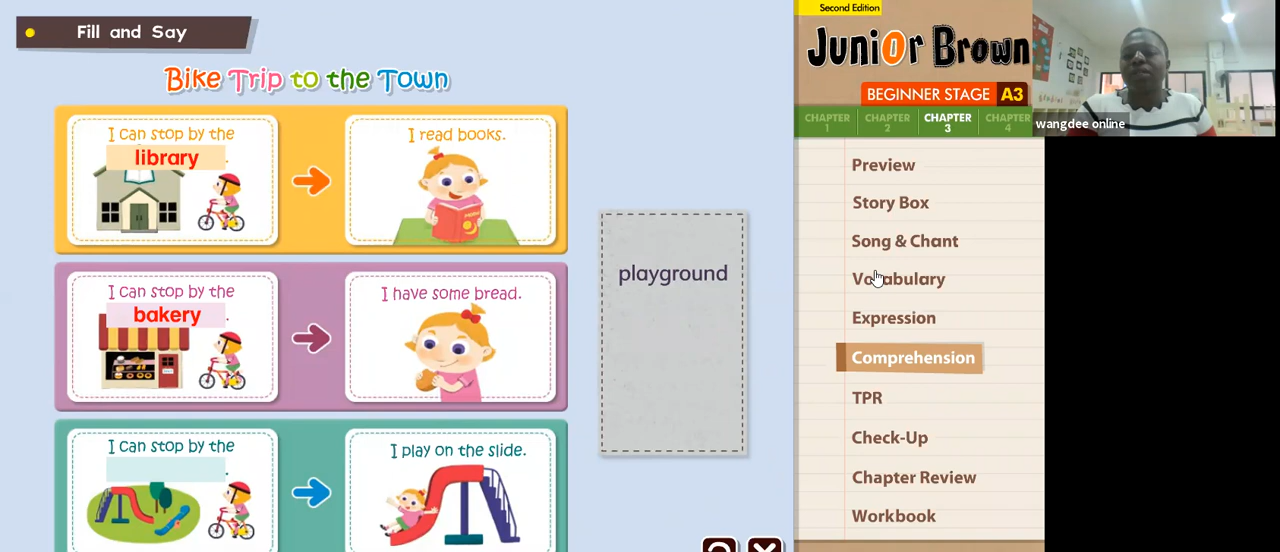 Fill and Say
Bike Trip to the Town
I can stop by the
library.
I read books.
I can stop by the
bakery.
I have some bread.
I can stop by the
.
I play on the slide.
playground
Second Edition
Junior Brown
BEGINNER STAGE A3
CHAPTER 1
CHAPTER 2
CHAPTER 3
CHAPTER 4
wangdee online
Preview
Story Box
Song & Chant
Vocabulary
Expression
Comprehension
TPR
Check-Up
Chapter Review
Workbook